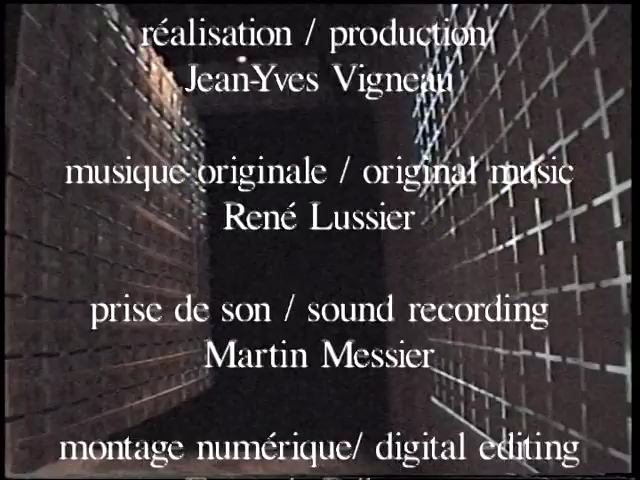 réalisation / production
Jean-Yves Vigneau
musique originale / original music
René Lussier
prise de son / sound recording
Martin Messier
montage numérique/ digital editing